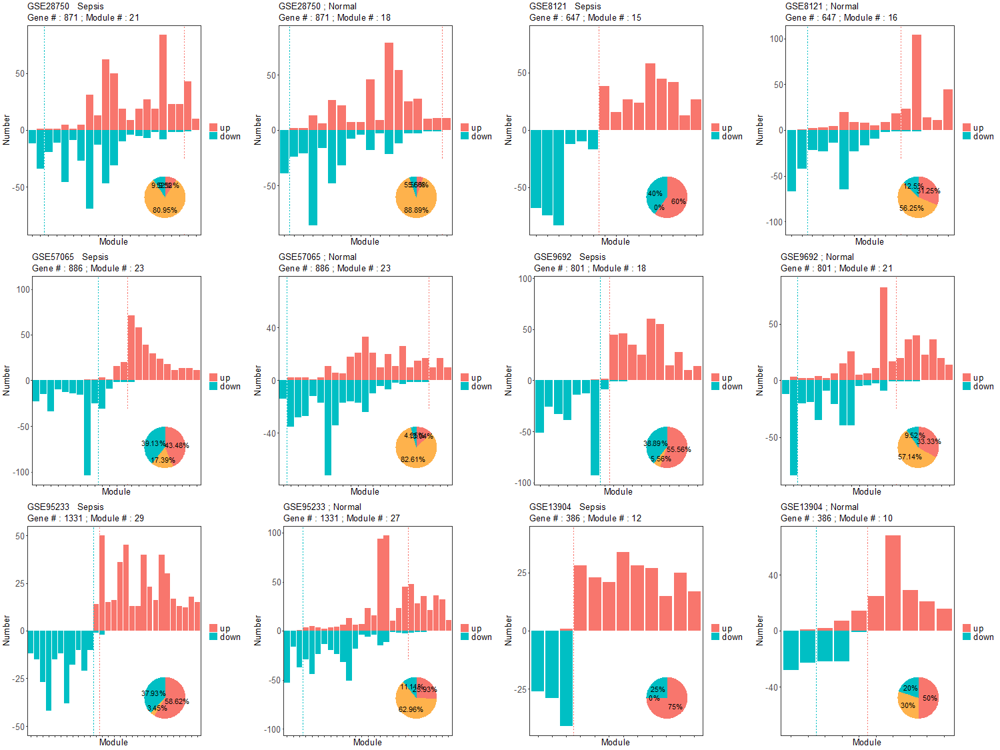 GSE28750   Sepsis
Gene # : 871 ; Module # : 21
50
0
-50
Number
Module
up
down
80.95%
GSE28750 ; Normal
Gene # : 871 ; Module # : 18
50
0
-50
Number
Module
up
down
88.89%
GSE8121   Sepsis
Gene # : 647 ; Module # : 15
50
0
-50
Number
Module
up
down
40%
60%
0%
GSE8121 ; Normal
Gene # : 647 ; Module # : 16
100
50
0
-50
-100
Number
Module
up
down
12.5%
31.25%
56.25%
GSE57065   Sepsis
Gene # : 886 ; Module # : 23
100
50
0
-50
-100
Number
Module
up
down
39.13%
43.48%
17.39%
GSE57065 ; Normal
Gene # : 886 ; Module # : 23
40
0
-40
Number
Module
up
down
82.61%
GSE9692   Sepsis
Gene # : 801 ; Module # : 18
100
50
0
-50
-100
Number
Module
up
down
38.89%
55.56%
5.56%
GSE9692 ; Normal
Gene # : 801 ; Module # : 21
50
0
-50
Number
Module
up
down
9.52%
33.33%
57.14%
GSE95233   Sepsis
Gene # : 1331 ; Module # : 29
50
25
0
-25
-50
Number
Module
up
down
37.93%
58.62%
3.45%
GSE95233 ; Normal
Gene # : 1331 ; Module # : 27
100
50
0
-50
-100
Number
Module
up
down
11.11%
25.93%
62.96%
GSE13904   Sepsis
Gene # : 386 ; Module # : 12
25
0
-25
Number
Module
up
down
25%
0%
75%
GSE13904 ; Normal
Gene # : 386 ; Module # : 10
40
0
-40
Number
Module
up
down
20%
50%
30%